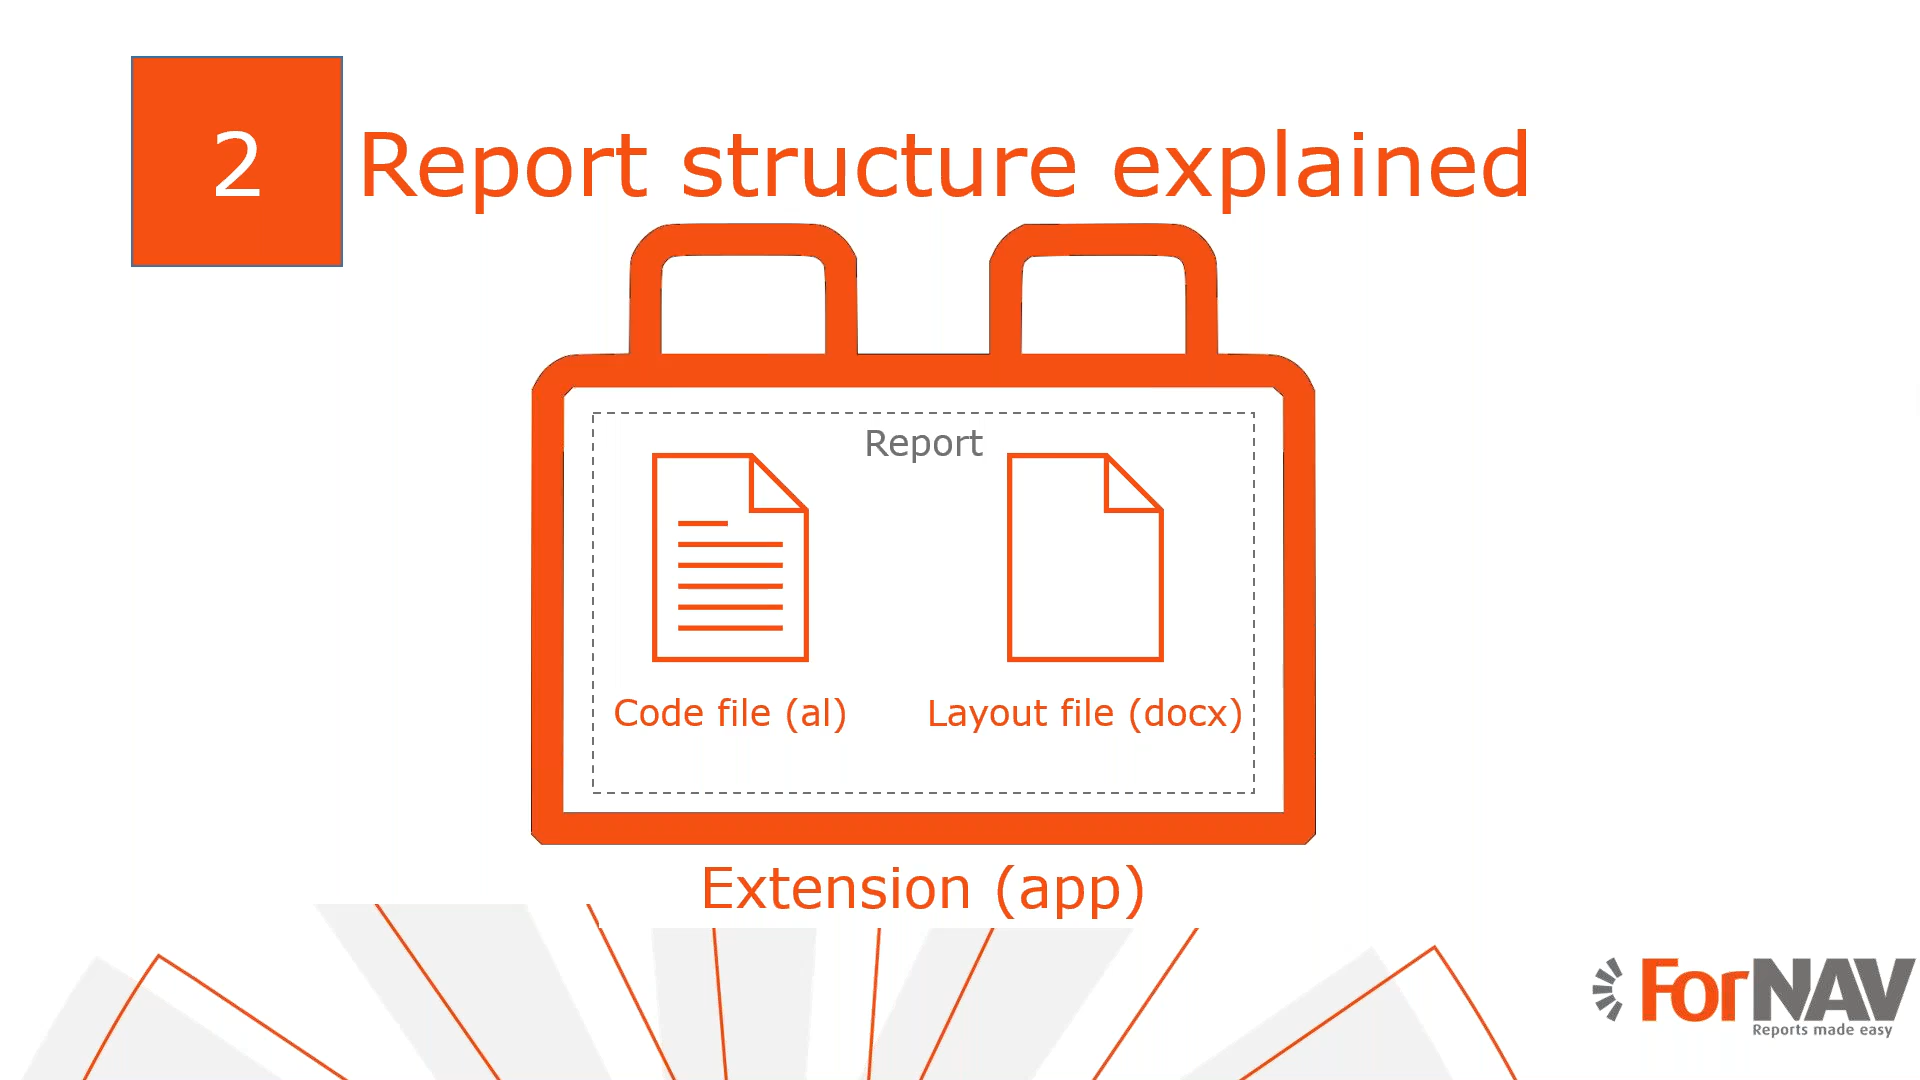 2
Report structure explained
Report
Code file (al)
Layout file (docx)
Extension (app)
ForNAV
Reports made easy